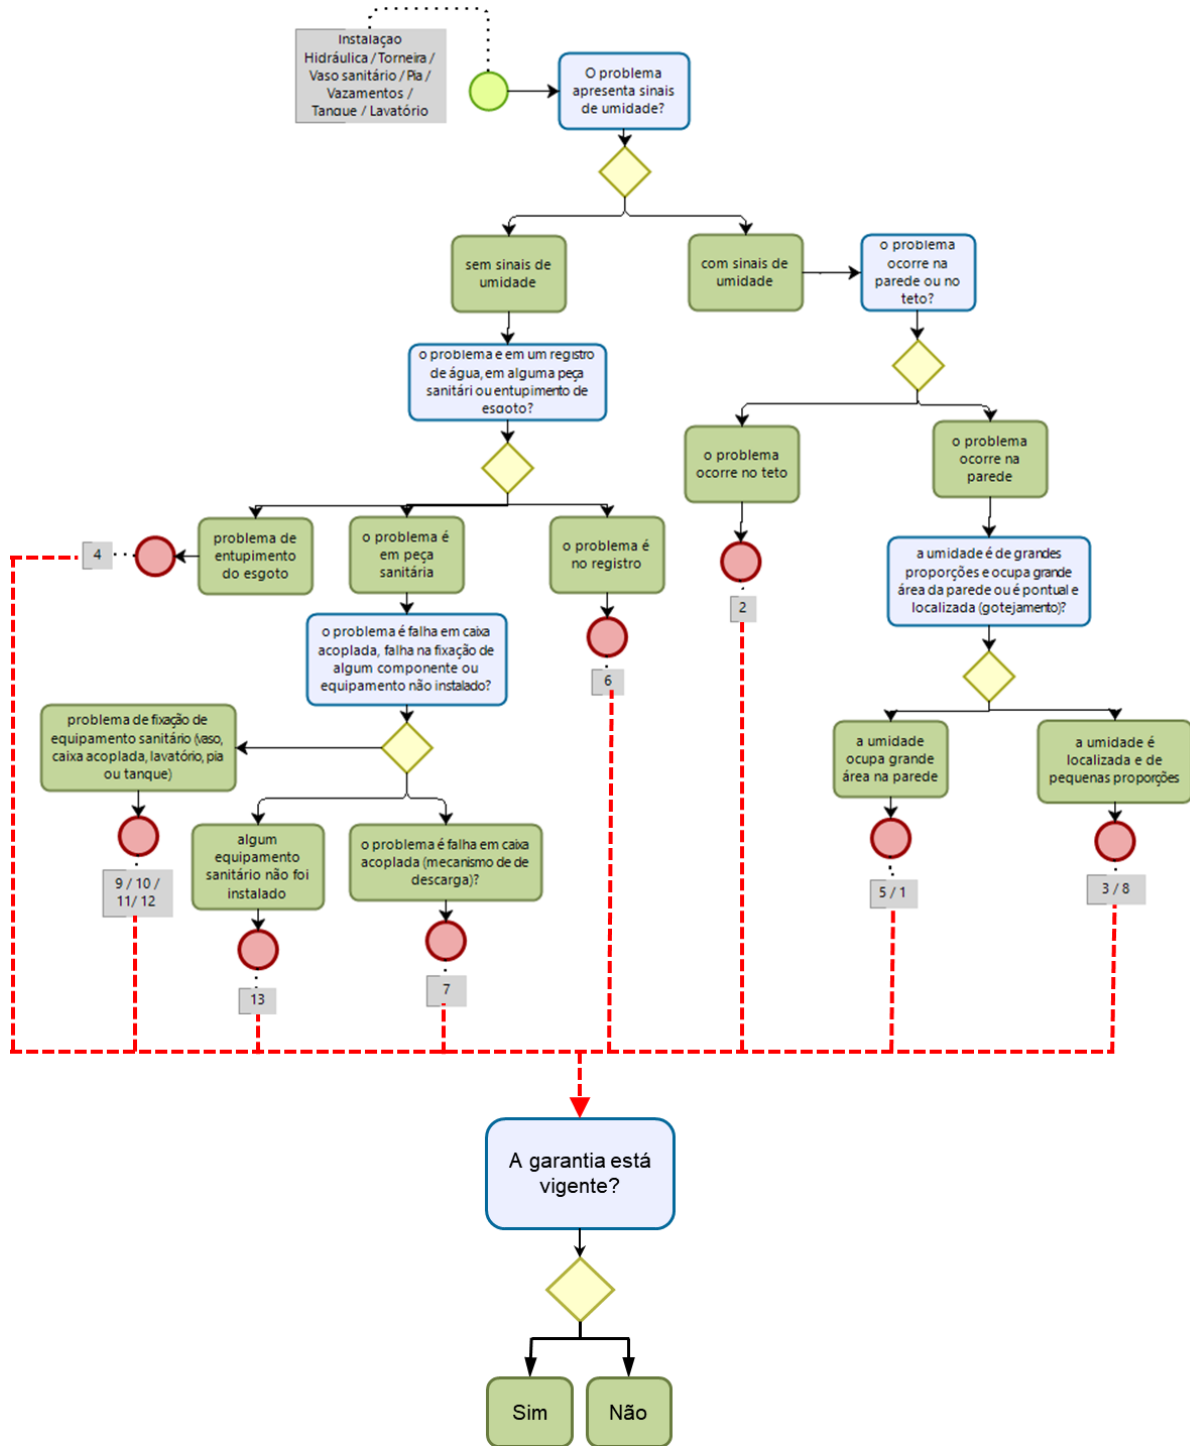 Instalaçao
Hidráulica / Torneira /
Vaso sanitário / Pia /
Vazamentos /
Tanque / Lavatório
O problema
apresenta sinais
de umidade?
sem sinais de
umidade
com sinais de
umidade
o problema
ocorre na
parede ou no
teto?
o problema e em um registro
de água, em alguma peça
sanitári ou entupimento de
esgoto?
o problema
ocorre no teto
o problema
ocorre na
parede
4
problema de
entupimento
do esgoto
o problema é
em peça
sanitária
o problema é
no registro
a umidade é de grandes
proporções e ocupa grande
área da parede ou é pontual e
localizada (gotejamento)?
2
o problema é falha em caixa
acoplada, falha na fixação de
algum componente ou
equipamento não instalado?
6
problema de fixação de
equipamento sanitário (vaso,
caixa acoplada, lavatório, pia
ou tanque)
a umidade
ocupa grande
área na parede
a umidade é
localizada e de
pequenas proporções
algum
equipamento
sanitário não foi
instalado
o problema é falha em caixa
acoplada (mecanismo de de
descarga)?
9 / 10 /
11/ 12
5 / 1
3 / 8
13
7
A garantia está
vigente?
Sim
Não